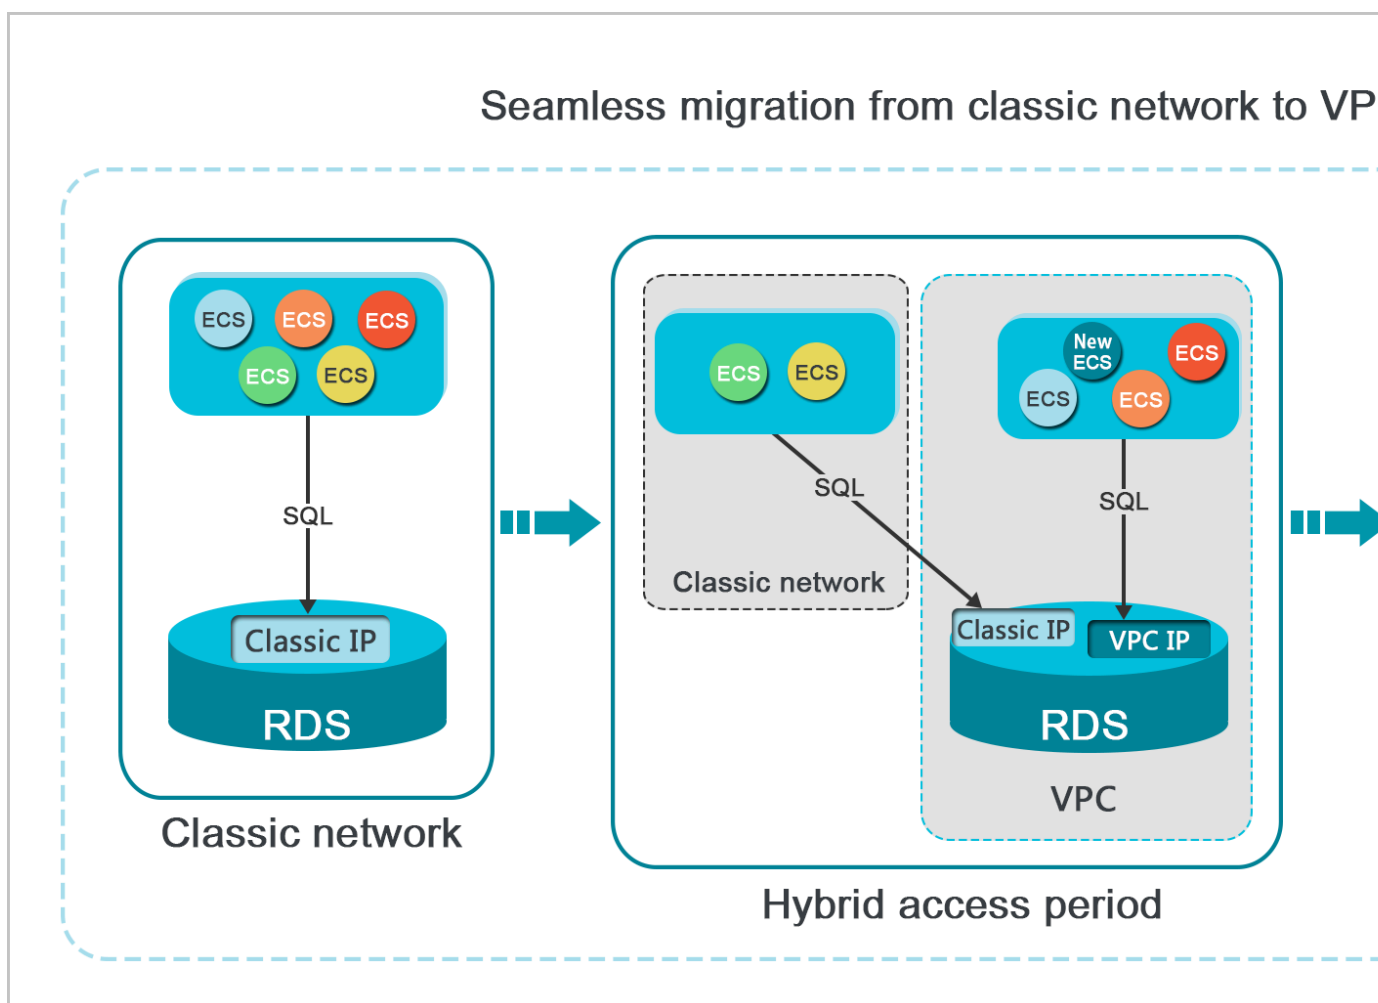 Seamless migration from classic network to VP
ECS
ECS
ECS
ECS
ECS
SQL
Classic IP
RDS
Classic network
ECS
ECS
SQL
Classic network
New
ECS
ECS
ECS
ECS
SQL
Classic IP
VPC IP
RDS
VPC
Hybrid access period